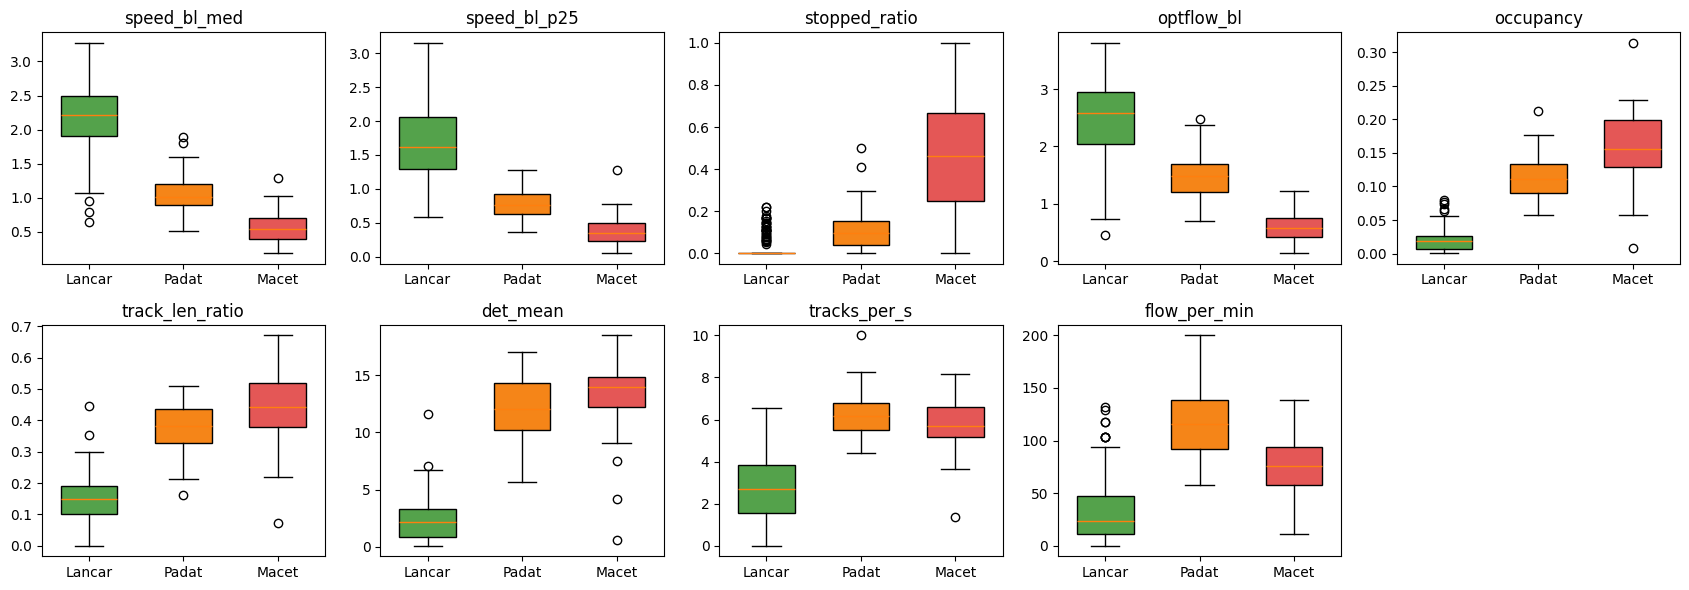 speed_bl_med
3.0
2.5
2.0
1.5
1.0
0.5
Lancar Padat Macet
speed_bl_p25
3.0
2.5
2.0
1.5
1.0
0.5
0.0
Lancar Padat Macet
stopped_ratio
1.0
0.8
0.6
0.4
0.2
0.0
Lancar Padat Macet
optflow_bl
3
2
1
0
Lancar Padat Macet
occupancy
0.30
0.25
0.20
0.15
0.10
0.05
0.00
Lancar Padat Macet
track_len_ratio
0.7
0.6
0.5
0.4
0.3
0.2
0.1
0.0
Lancar Padat Macet
det_mean
15
10
5
0
Lancar Padat Macet
tracks_per_s
10
8
6
4
2
0
Lancar Padat Macet
flow_per_min
200
150
100
50
0
Lancar Padat Macet